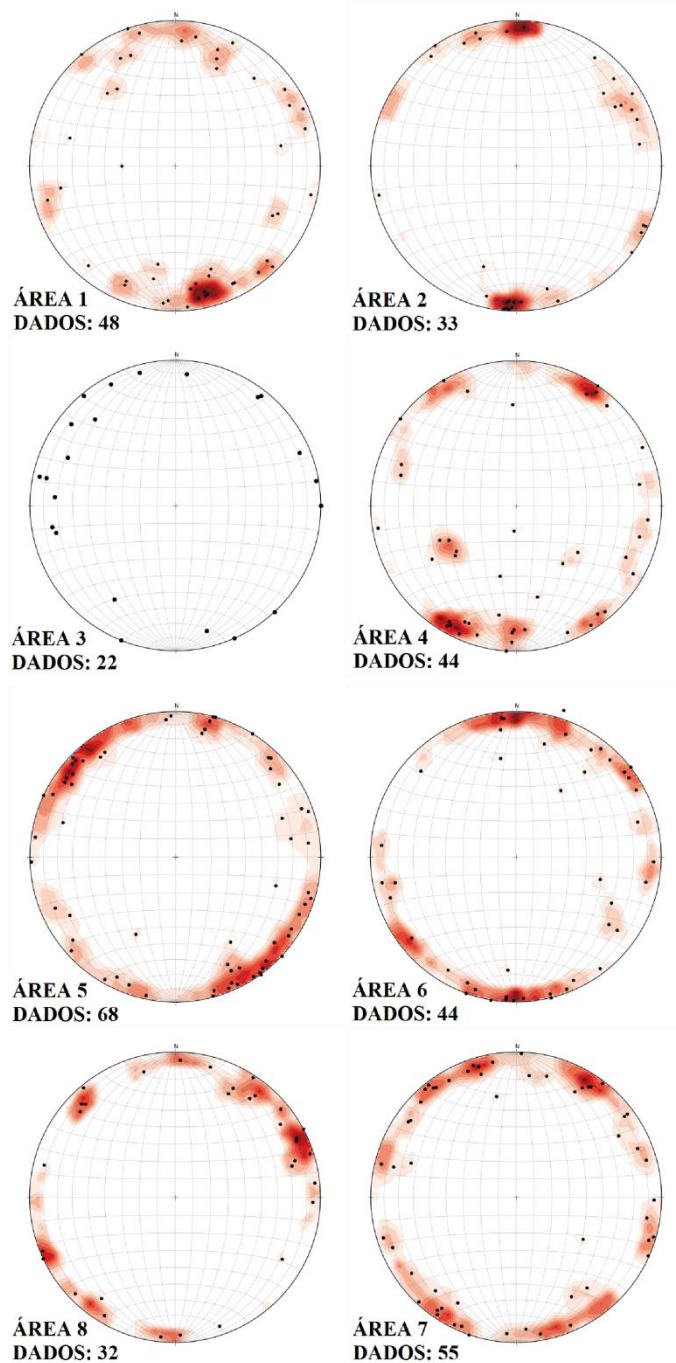 N
N
ÁREA 1
DADOS: 48
ÁREA 2
DADOS: 33
N
N
ÁREA 3
DADOS: 22
ÁREA 4
DADOS: 44
N
N
ÁREA 5
DADOS: 68
ÁREA 6
DADOS: 44
N
N
ÁREA 8
DADOS: 32
ÁREA 7
DADOS: 55